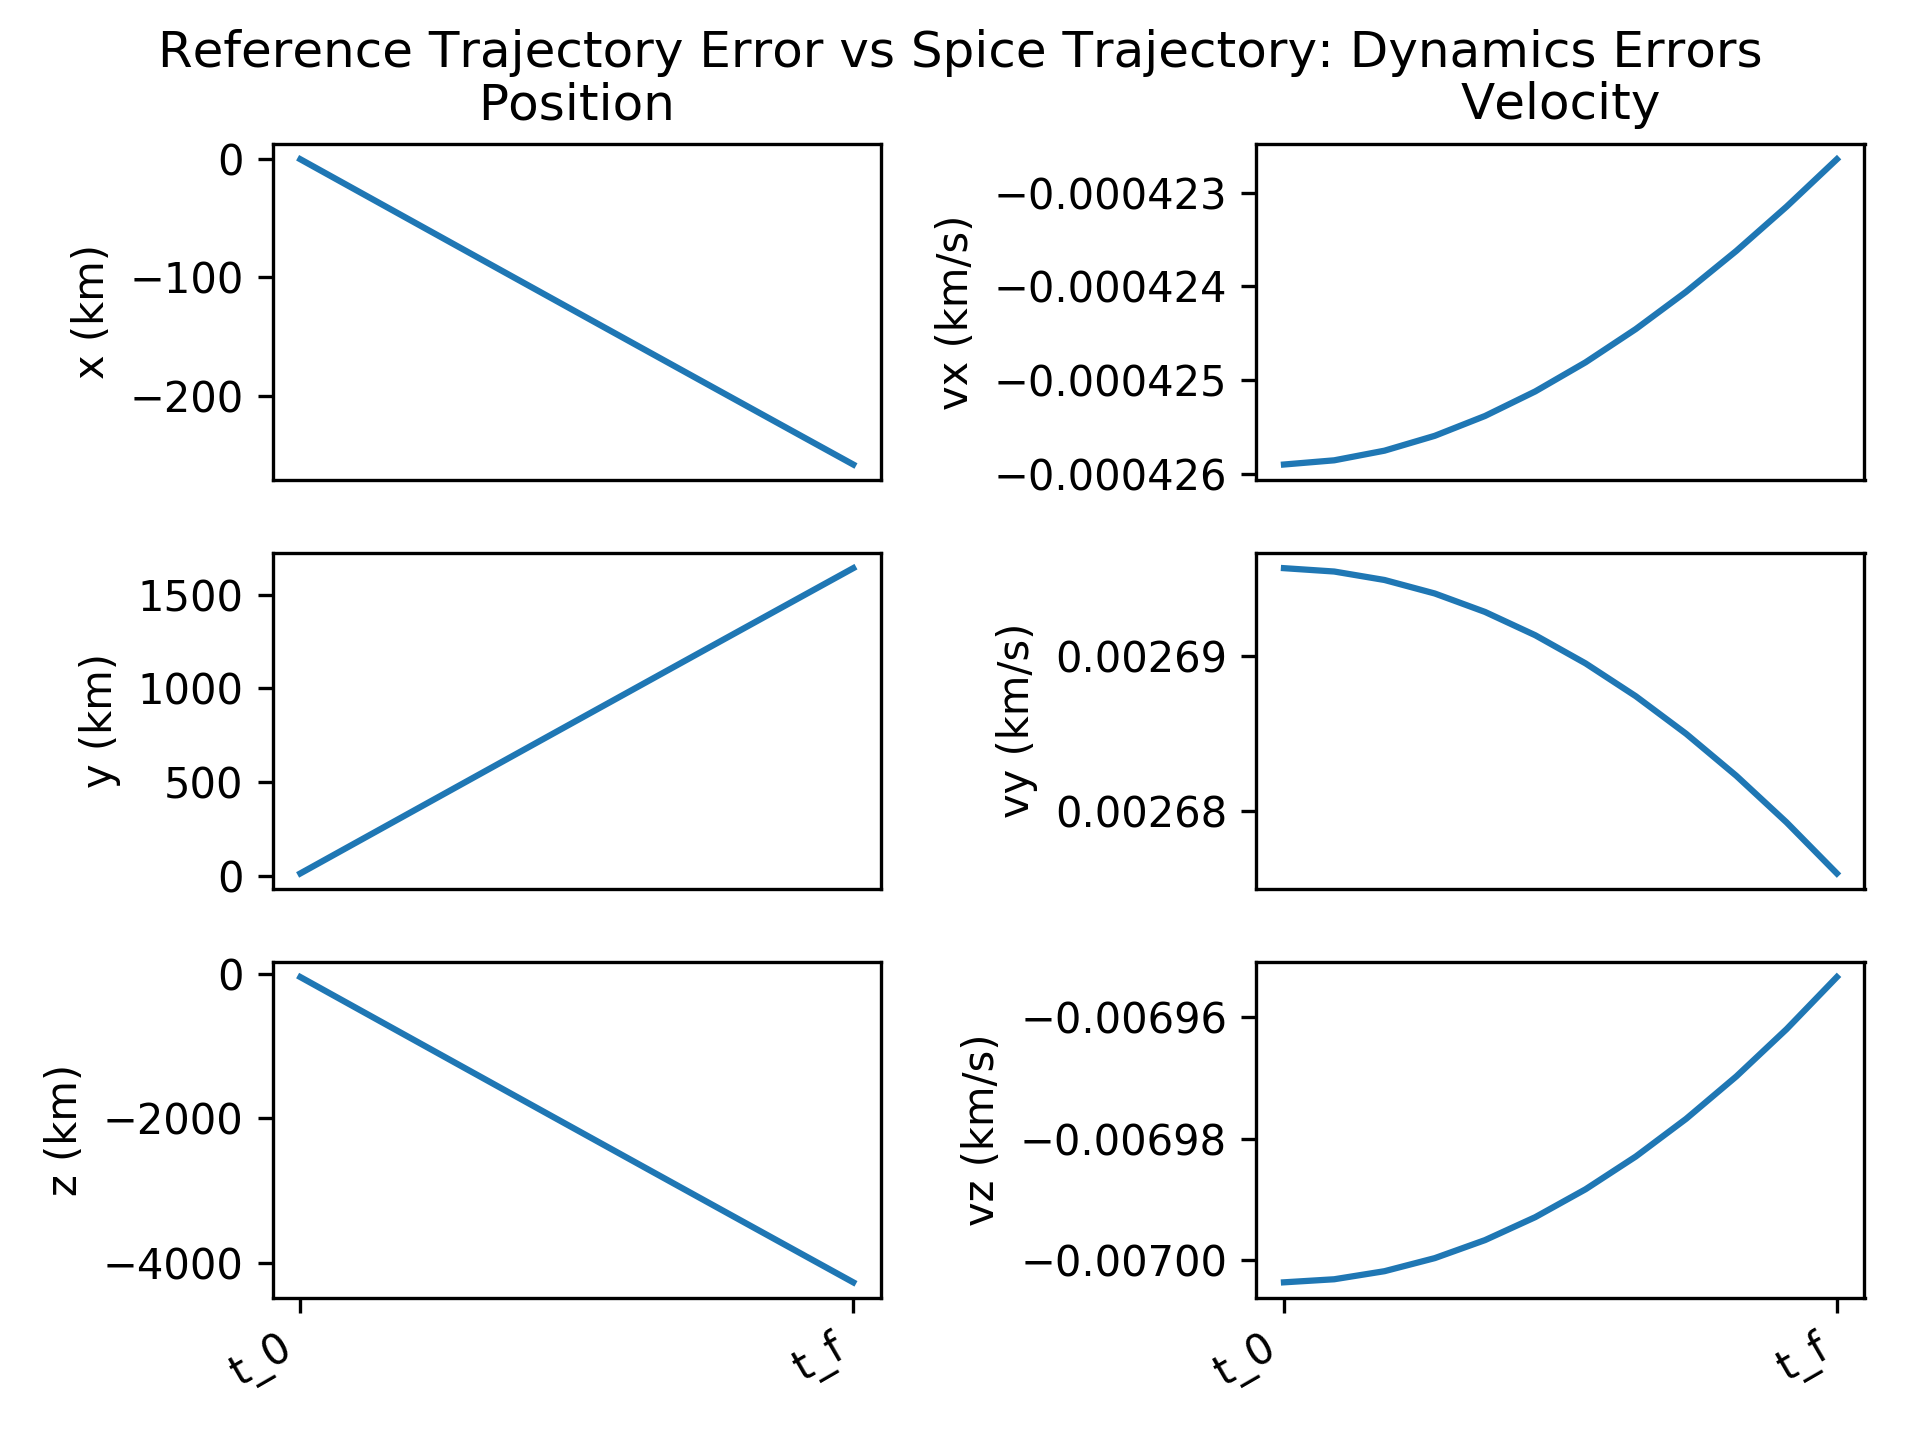 Reference Trajectory Error vs Spice Trajectory: Dynamics Errors
Position
Velocity
x (km)
0
−100
−200
vx (km/s)
−0.000423
−0.000424
−0.000425
−0.000426
y (km)
1500
1000
500
0
vy (km/s)
0.00269
0.00268
z (km)
0
−2000
−4000
vz (km/s)
−0.00696
−0.00698
−0.00700
t_0
t_f
t_0
t_f